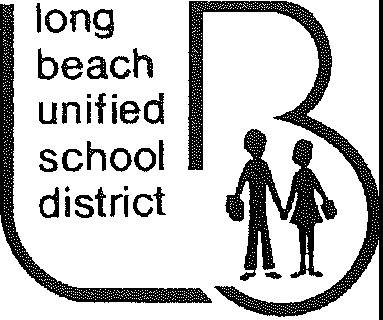 long
beach
unified
school
district